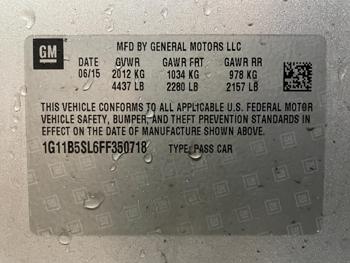 GM
MFD BY GENERAL MOTORS LLC
DATE GVWR GAWR FRT GAWR RR
06/15 2012 KG 1034 KG 978 KG
4437 LB 2280 LB 2157 LB
THIS VEHICLE CONFORMS TO ALL APPLICABLE U.S. FEDERAL MOTOR
VEHICLE SAFETY, BUMPER, AND THEFT PREVENTION STANDARDS IN
EFFECT ON THE DATE OF MANUFACTURE SHOWN ABOVE.
1G11B5SL6FF350718 TYPE: PASS CAR